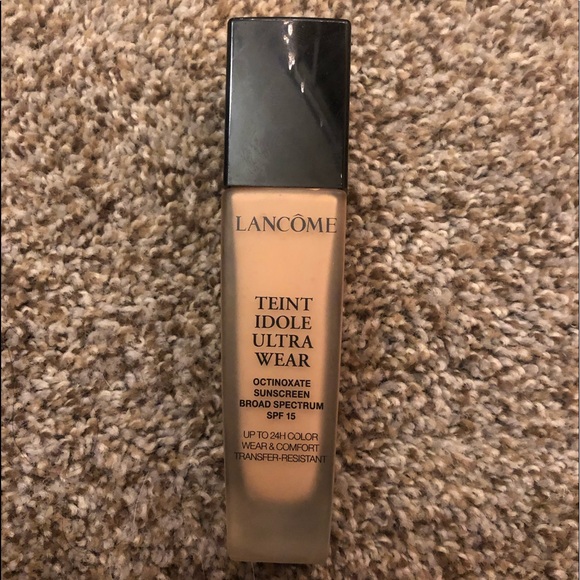 LANCÔME
TEINT
IDOLE
ULTRA
WEAR
OCTINOXATE
SUNSCREEN
BROAD SPECTRUM
SPF 15
UP TO 24H COLOR
WEAR & COMFORT
TRANSFER-RESISTANT